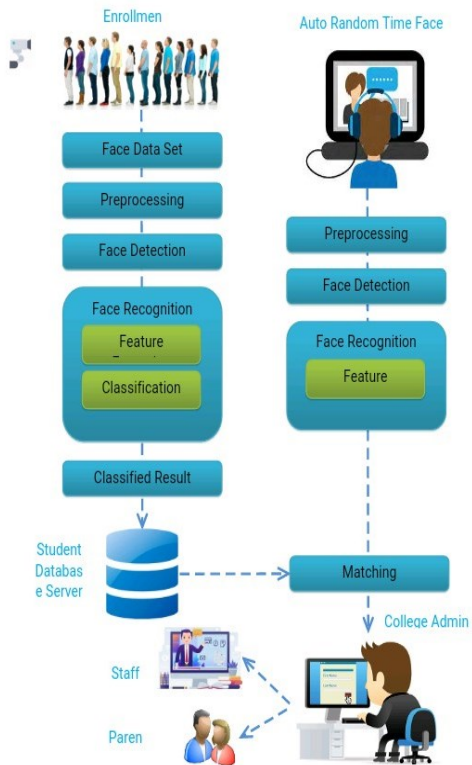 Enrollmen
Face Data Set
Preprocessing
Face Detection
Face Recognition
Feature
Classification
Classified Result
Student
Databas
e Server
Auto Random Time Face
Preprocessing
Face Detection
Face Recognition
Feature
Matching
College Admin
Staff
Paren